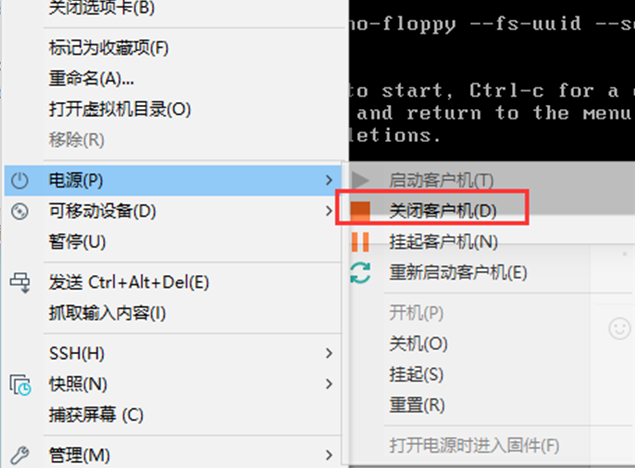 关闭选项卡(B)
标记为收藏项(F)
重命名(A)...
打开虚拟机目录(O)
移除(R)
电源(P)
可移动设备(D)
暂停(U)
发送 Ctrl+Alt+Del(E)
抓取输入内容(I)
SSH(H)
快照(N)
捕获屏幕 (C)
管理(M)
no-floppy --fs-uuid --se
to start, Ctrl-c for a
and return to the menu
letions.
启动客户机(T)
关闭客户机(D)
挂起客户机(N)
重新启动客户机(E)
开机(P)
关机(O)
挂起(S)
重置(R)
打开电源时进入固件(F)